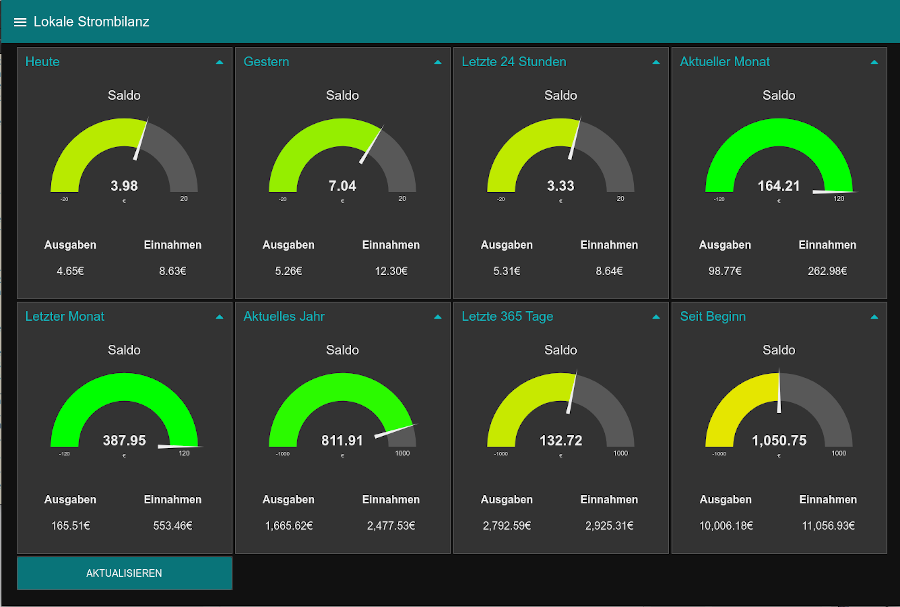 Lokale Strombilanz
Heute
Saldo
3.98
-20 € 20
Ausgaben Einnahmen
4.65€ 8.63€
Gestern
Saldo
7.04
-20 € 20
Ausgaben Einnahmen
5.26€ 12.30€
Letzte 24 Stunden
Saldo
3.33
-20 € 20
Ausgaben Einnahmen
5.31€ 8.64€
Aktueller Monat
Saldo
164.21
-120 € 120
Ausgaben Einnahmen
98.77€ 262.98€
Letzter Monat
Saldo
387.95
-120 € 120
Ausgaben Einnahmen
165.51€ 553.46€
Aktuelles Jahr
Saldo
811.91
-1000 € 1000
Ausgaben Einnahmen
1,665.62€ 2,477.53€
Letzte 365 Tage
Saldo
132.72
-1000 € 1000
Ausgaben Einnahmen
2,792.59€ 2,925.31€
Seit Beginn
Saldo
1,050.75
-1000 € 1000
Ausgaben Einnahmen
10,006.18€ 11,056.93€
AKTUALISIEREN